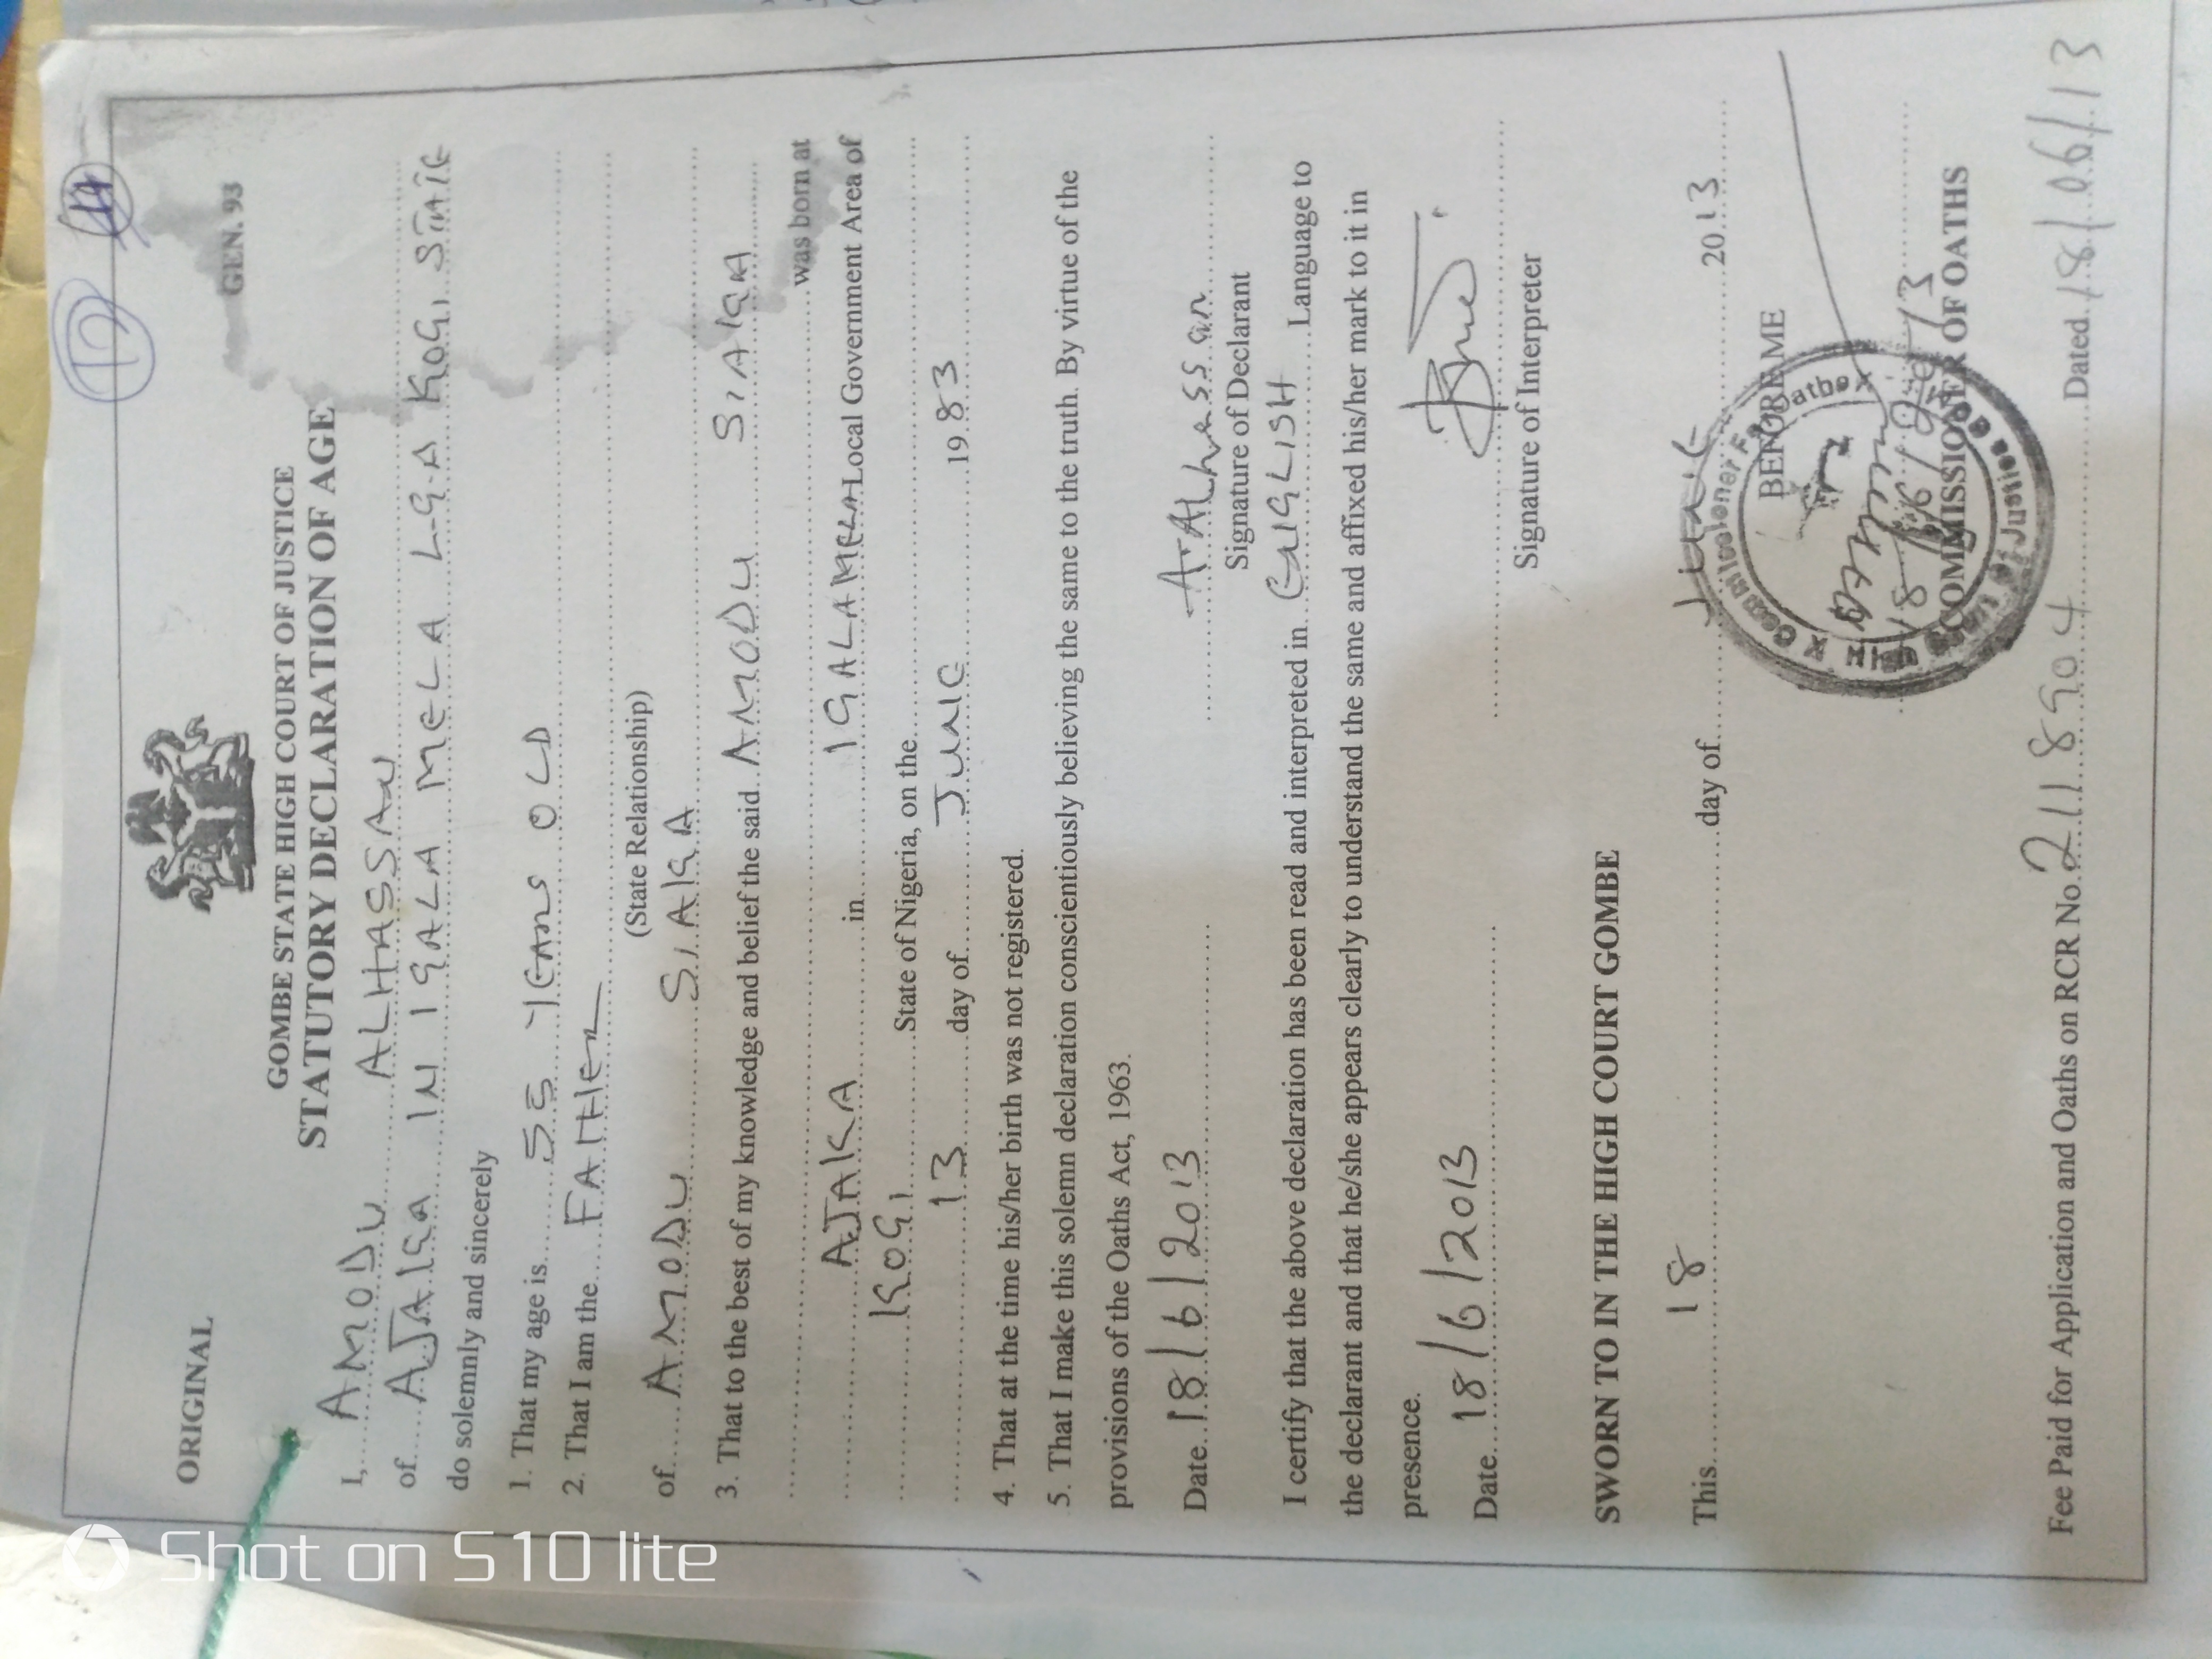 ORIGINAL
GEN. 93
GOMBE STATE HIGH COURT OF JUSTICE
STATUTORY DECLARATION OF AGE
I, AMODU ALHASSAN
of AJAKA IN IGALA MELA L.G.A KOGI STATE
do solemnly and sincerely
1. That my age is 55 YEARS OLD
2. That I am the FATHER
(State Relationship)
of AMODU SIAKA
3. That to the best of my knowledge and belief the said AMODU SIAKA
was born at
AJAKA in IGALAMELA Local Government Area of
KOGI State of Nigeria, on the
13 day of JUNE 1983
4. That at the time his/her birth was not registered.
5. That I make this solemn declaration conscientiously believing the same to the truth. By virtue of the
provisions of the Oaths Act, 1963.
Date 18/6/2013 A. Alhassan
Signature of Declarant
I certify that the above declaration has been read and interpreted in ENGLISH Language to
the declarant and that he/she appears clearly to understand the same and affixed his/her mark to it in
presence.
Date 18/6/2013
Signature of Interpreter
SWORN TO IN THE HIGH COURT GOMBE
This 18 day of JUNE 2013
BEFORE ME
COMMISSIONER OF OATHS
Fee Paid for Application and Oaths on RCR No. 2118904 Dated 18/06/13
Shot on S10 lite